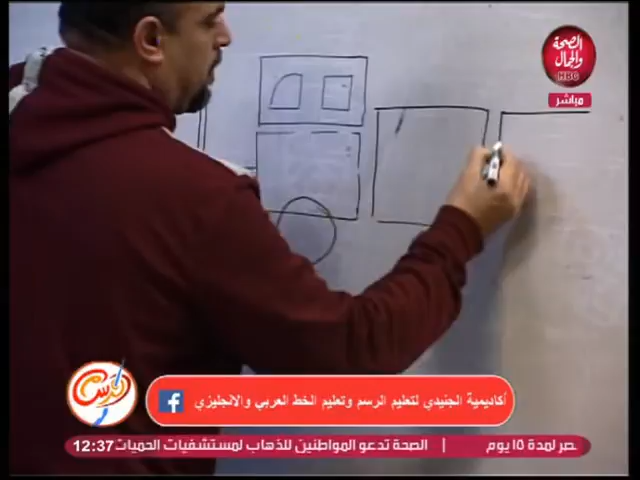 الصحة
والجمال
HBC
مباشر
أكاديمية الجنيدي لتعليم الرسم وتعليم الخط العربي والانجليزي
صر لمدة ١٥ يوم | الصحة تدعو المواطنين للذهاب لمستشفيات الحميات
12:37